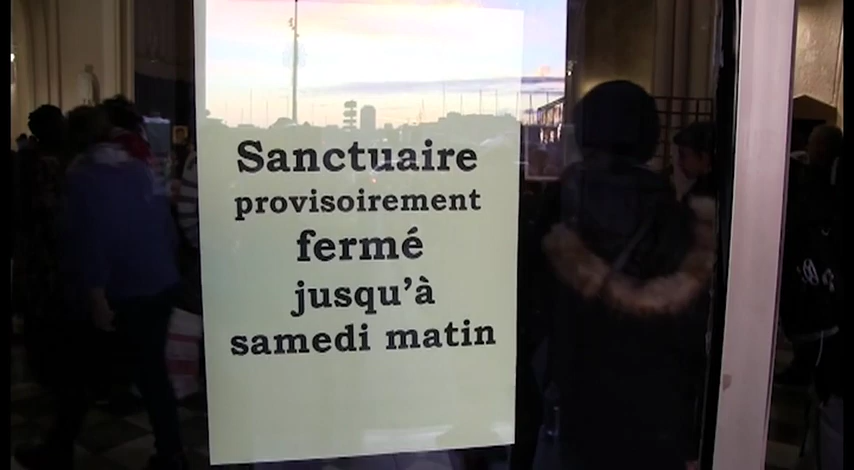 Sanctuaire
provisoirement
fermé
jusqu'à
samedi matin